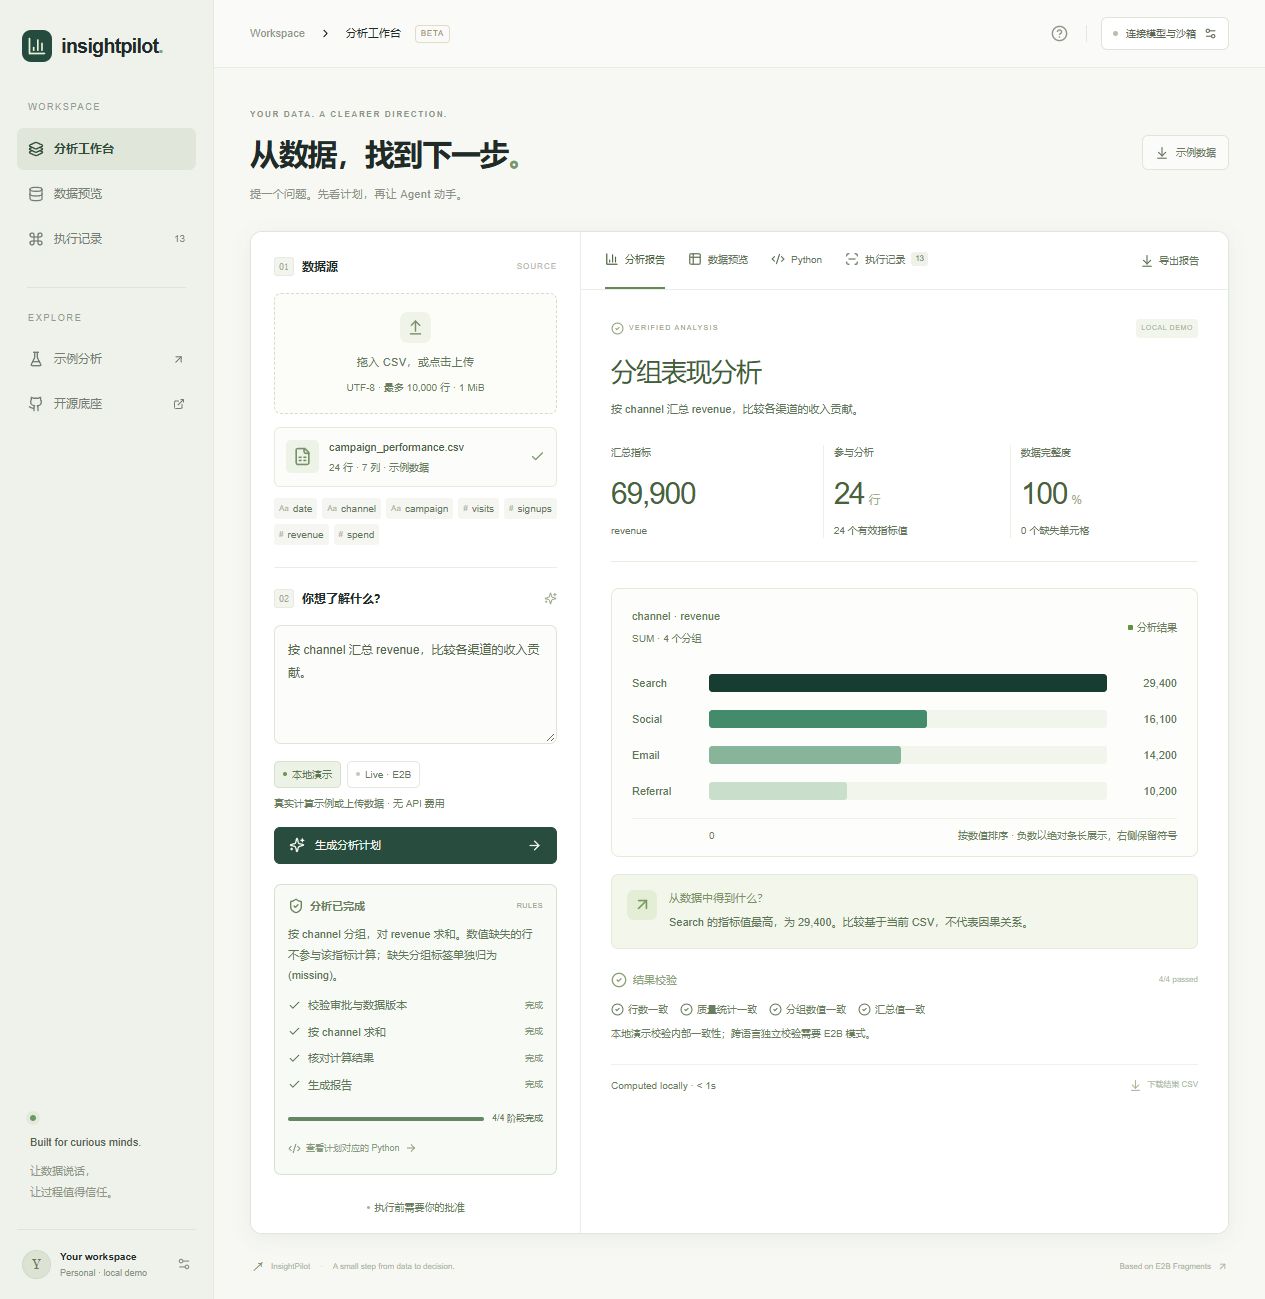 insightpilot.
WORKSPACE
分析工作台
数据预览
执行记录 13
EXPLORE
示例分析
开源底座
Built for curious minds.
让数据说话，
让过程值得信任。
Y
Your workspace
Personal · local demo
Workspace > 分析工作台 BETA
连接模型与沙箱
YOUR DATA. A CLEARER DIRECTION.
从数据，找到下一步。
提一个问题。先看计划，再让 Agent 动手。
示例数据
01 数据源 SOURCE
拖入 CSV，或点击上传
UTF-8 · 最多 10,000 行 · 1 MiB
campaign_performance.csv
24 行 · 7 列 · 示例数据
Aa date Aa channel Aa campaign # visits # signups
# revenue # spend
02 你想了解什么？
按 channel 汇总 revenue，比较各渠道的收入贡
献。
本地演示 Live · E2B
真实计算示例或上传数据 · 无 API 费用
生成分析计划
分析已完成 RULES
按 channel 分组，对 revenue 求和。数值缺失的行
不参与该指标计算；缺失分组标签单独归为
(missing)。
校验审批与数据版本 完成
按 channel 求和 完成
核对计算结果 完成
生成报告 完成
4/4 阶段完成
查看计划对应的 Python
执行前需要你的批准
分析报告 数据预览 Python 执行记录 13 导出报告
VERIFIED ANALYSIS LOCAL DEMO
分组表现分析
按 channel 汇总 revenue，比较各渠道的收入贡献。
汇总指标 参与分析 数据完整度
69,900 24 行 100 %
revenue 24 个有效指标值 0 个缺失单元格
channel · revenue
SUM · 4 个分组 分析结果
Search 29,400
Social 16,100
Email 14,200
Referral 10,200
0 按数值排序 · 负数以绝对条长展示，右侧保留符号
从数据中得到什么？
Search 的指标值最高，为 29,400。比较基于当前 CSV，不代表因果关系。
结果校验 4/4 passed
行数一致 质量统计一致 分组数值一致 汇总值一致
本地演示校验内部一致性；跨语言独立校验需要 E2B 模式。
Computed locally · < 1s 下载结果 CSV
InsightPilot · A small step from data to decision. Based on E2B Fragments